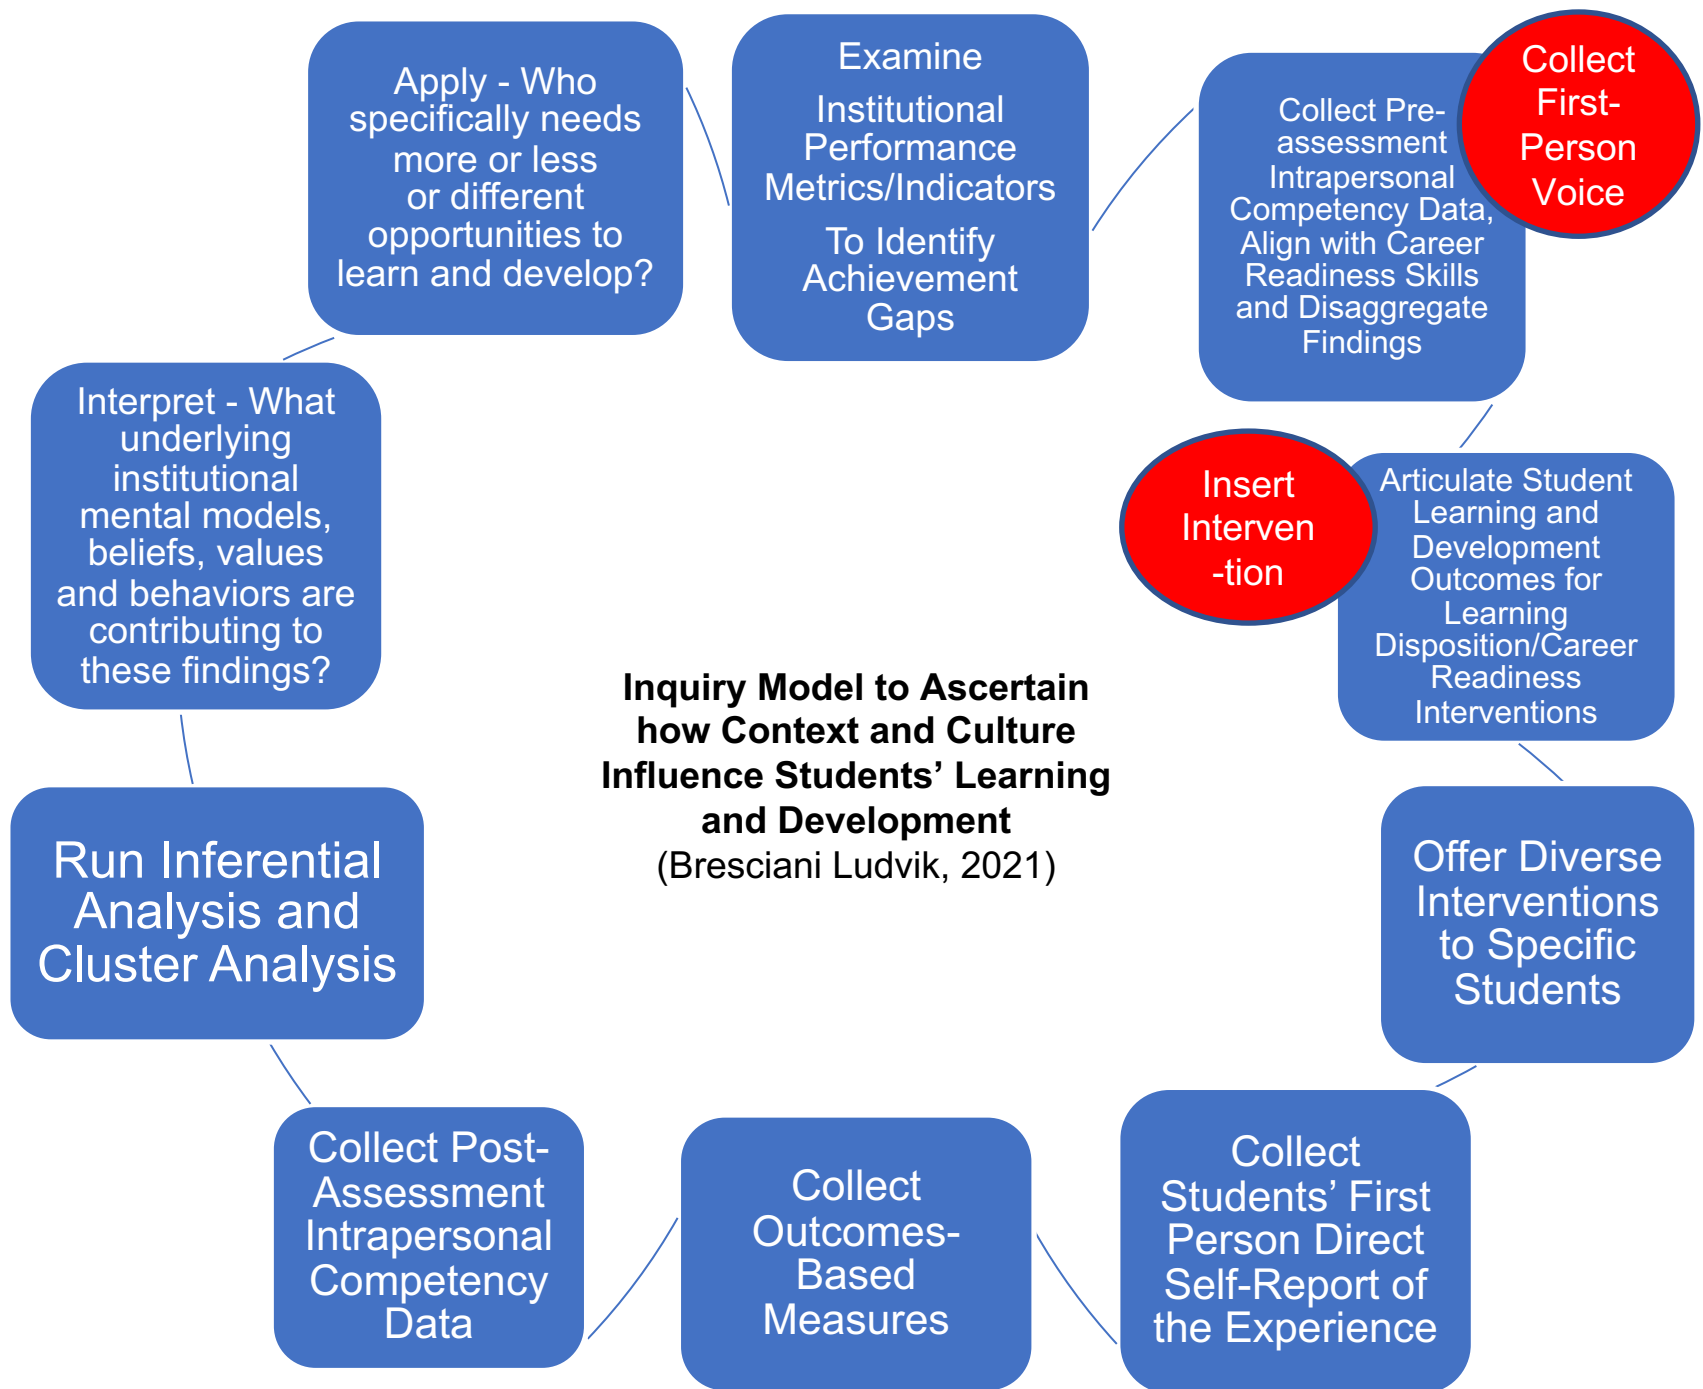 Examine
Institutional
Performance
Metrics/Indicators
To Identify
Achievement
Gaps
Collect Pre-
assessment
Intrapersonal
Competency Data,
Align with Career
Readiness Skills
and Disaggregate
Findings
Collect
First-
Person
Voice
Articulate Student
Learning and
Development
Outcomes for
Learning
Disposition/Career
Readiness
Interventions
Insert
Interven
-tion
Offer Diverse
Interventions
to Specific
Students
Collect
Students’ First
Person Direct
Self-Report of
the Experience
Collect
Outcomes-
Based
Measures
Collect Post-
Assessment
Intrapersonal
Competency
Data
Run Inferential
Analysis and
Cluster Analysis
Interpret - What
underlying
institutional
mental models,
beliefs, values
and behaviors are
contributing to
these findings?
Apply - Who
specifically needs
more or less
or different
opportunities to
learn and develop?
Inquiry Model to Ascertain
how Context and Culture
Influence Students’ Learning
and Development
(Bresciani Ludvik, 2021)